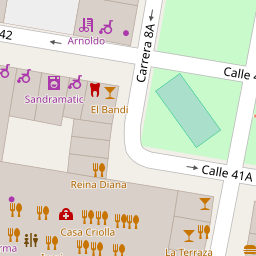 42
Arnoldo
Carrera 8A
Calle 4
Sandramatic
El Bandi
Calle 41A
Reina Diana
Casa Criolla
rma
La Terraza